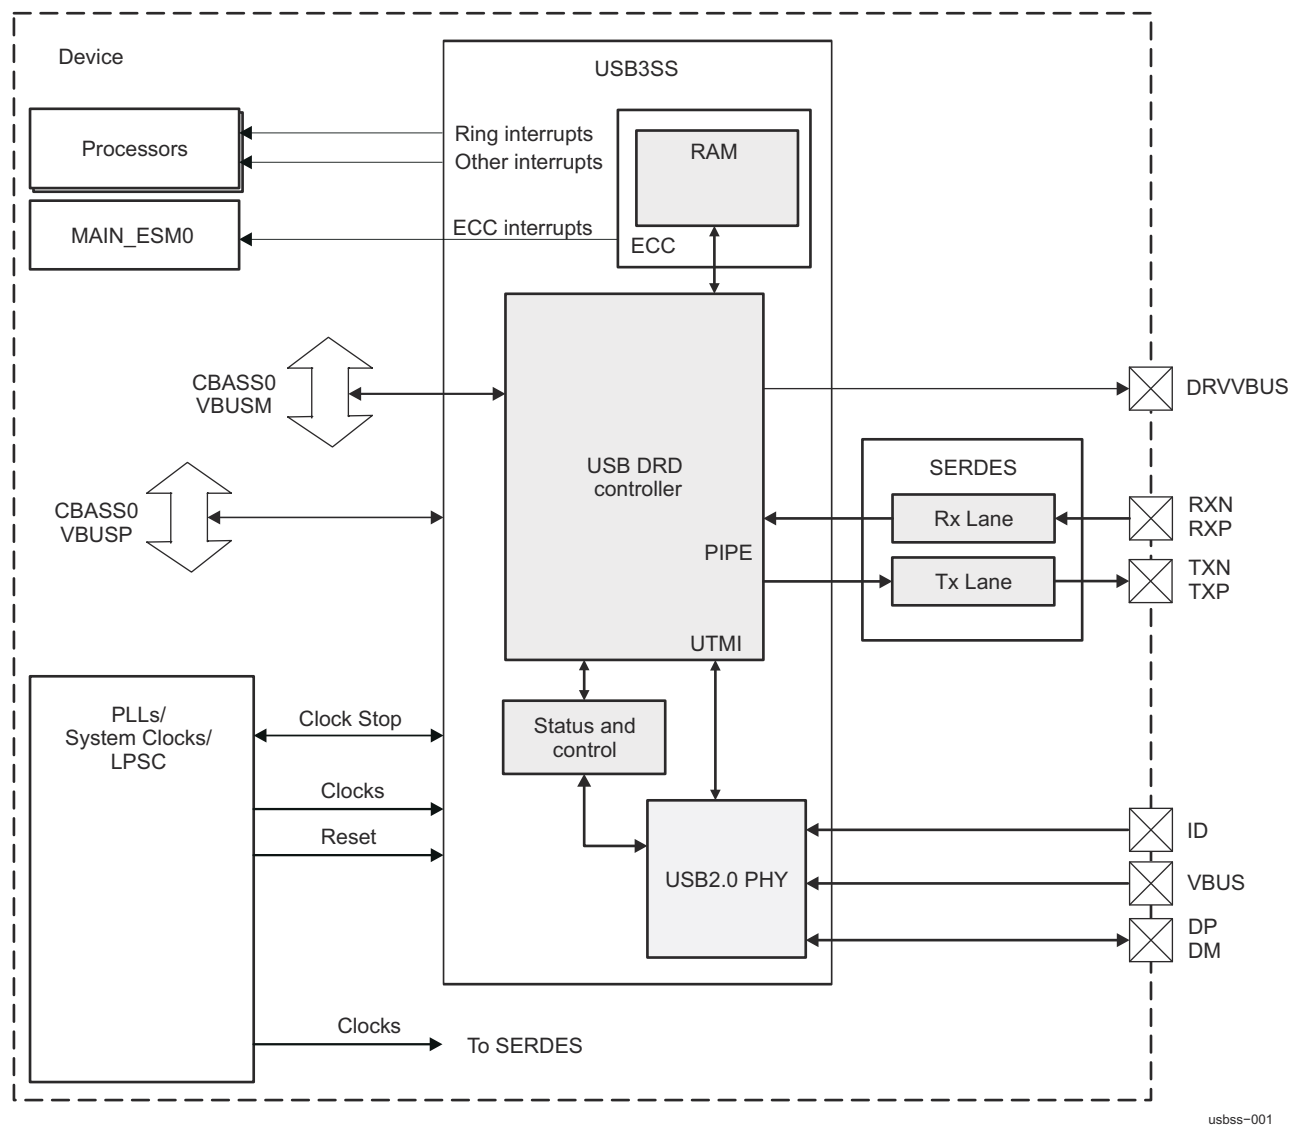 Device
USB3SS
Processors
Ring interrupts
Other interrupts
RAM
MAIN_ESM0
ECC interrupts
ECC
CBASS0
VBUSM
DRVVBUS
USB DRD
controller
SERDES
CBASS0
VBUSP
Rx Lane
RXN
RXP
PIPE
Tx Lane
TXN
TXP
UTMI
PLLs/
System Clocks/
LPSC
Clock Stop
Status and
control
Clocks
Reset
USB2.0 PHY
ID
VBUS
DP
DM
Clocks
To SERDES
usbss−001